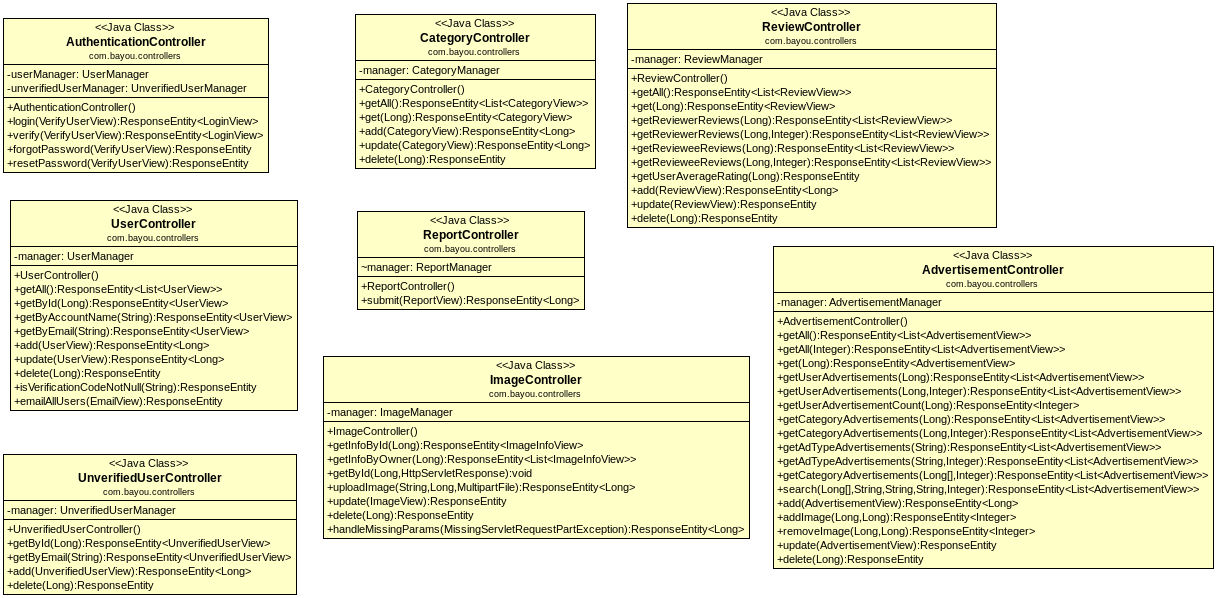 <<Java Class>>
AuthenticationController
com.bayou.controllers
-userManager: UserManager
-unverifiedUserManager: UnverifiedUserManager
+AuthenticationController()
+login(VerifyUserView):ResponseEntity<LoginView>
+verify(VerifyUserView):ResponseEntity<LoginView>
+forgotPassword(VerifyUserView):ResponseEntity
+resetPassword(VerifyUserView):ResponseEntity
<<Java Class>>
CategoryController
com.bayou.controllers
-manager: CategoryManager
+CategoryController()
+getAll():ResponseEntity<List<CategoryView>>
+get(Long):ResponseEntity<CategoryView>
+add(CategoryView):ResponseEntity<Long>
+update(CategoryView):ResponseEntity<Long>
+delete(Long):ResponseEntity
<<Java Class>>
ReviewController
com.bayou.controllers
-manager: ReviewManager
+ReviewController()
+getAll():ResponseEntity<List<ReviewView>>
+get(Long):ResponseEntity<ReviewView>
+getReviewerReviews(Long):ResponseEntity<List<ReviewView>>
+getReviewerReviews(Long,Integer):ResponseEntity<List<ReviewView>>
+getRevieweeReviews(Long):ResponseEntity<List<ReviewView>>
+getRevieweeReviews(Long,Integer):ResponseEntity<List<ReviewView>>
+getUserAverageRating(Long):ResponseEntity
+add(ReviewView):ResponseEntity<Long>
+update(ReviewView):ResponseEntity
+delete(Long):ResponseEntity
<<Java Class>>
UserController
com.bayou.controllers
-manager: UserManager
+UserController()
+getAll():ResponseEntity<List<UserView>>
+getById(Long):ResponseEntity<UserView>
+getByAccountName(String):ResponseEntity<UserView>
+getByEmail(String):ResponseEntity<UserView>
+add(UserView):ResponseEntity<Long>
+update(UserView):ResponseEntity<Long>
+delete(Long):ResponseEntity
+isVerificationCodeNotNull(String):ResponseEntity
+emailAllUsers(EmailView):ResponseEntity
<<Java Class>>
ReportController
com.bayou.controllers
~manager: ReportManager
+ReportController()
+submit(ReportView):ResponseEntity<Long>
<<Java Class>>
AdvertisementController
com.bayou.controllers
-manager: AdvertisementManager
+AdvertisementController()
+getAll():ResponseEntity<List<AdvertisementView>>
+getAll(Integer):ResponseEntity<List<AdvertisementView>>
+get(Long):ResponseEntity<AdvertisementView>
+getUserAdvertisements(Long):ResponseEntity<List<AdvertisementView>>
+getUserAdvertisements(Long,Integer):ResponseEntity<List<AdvertisementView>>
+getUserAdvertisementCount(Long):ResponseEntity<Integer>
+getCategoryAdvertisements(Long):ResponseEntity<List<AdvertisementView>>
+getCategoryAdvertisements(Long,Integer):ResponseEntity<List<AdvertisementView>>
+getAdTypeAdvertisements(String):ResponseEntity<List<AdvertisementView>>
+getAdTypeAdvertisements(String,Integer):ResponseEntity<List<AdvertisementView>>
+getCategoryAdvertisements(Long[],Integer):ResponseEntity<List<AdvertisementView>>
+search(Long[],String,String,String,Integer):ResponseEntity<List<AdvertisementView>>
+add(AdvertisementView):ResponseEntity<Long>
+addImage(Long,Long):ResponseEntity<Integer>
+removeImage(Long,Long):ResponseEntity<Integer>
+update(AdvertisementView):ResponseEntity
+delete(Long):ResponseEntity
<<Java Class>>
ImageController
com.bayou.controllers
-manager: ImageManager
+ImageController()
+getInfoById(Long):ResponseEntity<ImageInfoView>
+getInfoByOwner(Long):ResponseEntity<List<ImageInfoView>>
+getById(Long,HttpServletResponse):void
+uploadImage(String,Long,MultipartFile):ResponseEntity<Long>
+update(ImageView):ResponseEntity
+delete(Long):ResponseEntity
+handleMissingParams(MissingServletRequestPartException):ResponseEntity<Long>
<<Java Class>>
UnverifiedUserController
com.bayou.controllers
-manager: UnverifiedUserManager
+UnverifiedUserController()
+getById(Long):ResponseEntity<UnverifiedUserView>
+getByEmail(String):ResponseEntity<UnverifiedUserView>
+add(UnverifiedUserView):ResponseEntity<Long>
+delete(Long):ResponseEntity